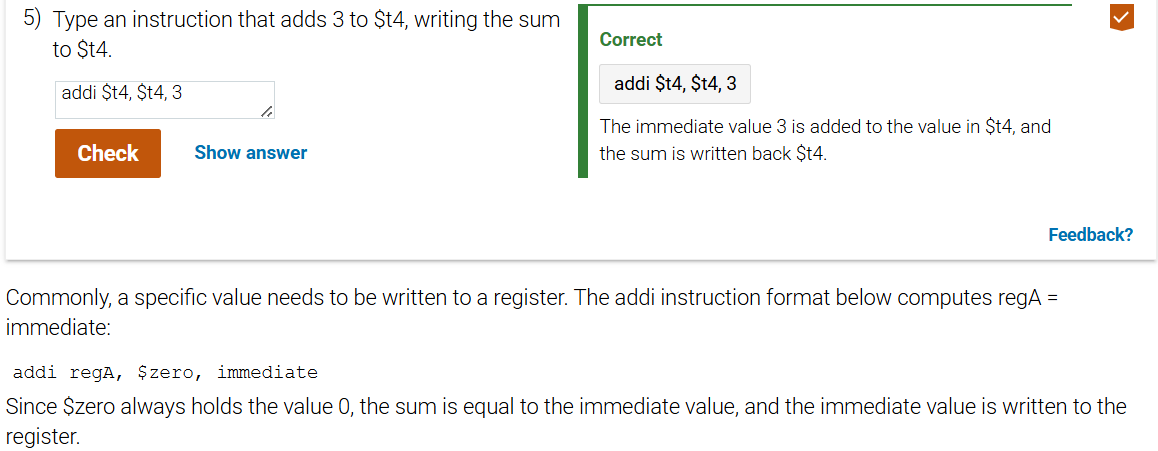 5) Type an instruction that adds 3 to $t4, writing the sum
to $t4.
addi $t4, $t4, 3
Check
Show answer
Correct
addi $t4, $t4, 3
The immediate value 3 is added to the value in $t4, and
the sum is written back $t4.
Feedback?
Commonly, a specific value needs to be written to a register. The addi instruction format below computes regA =
immediate:
addi regA, $zero, immediate
Since $zero always holds the value 0, the sum is equal to the immediate value, and the immediate value is written to the
register.